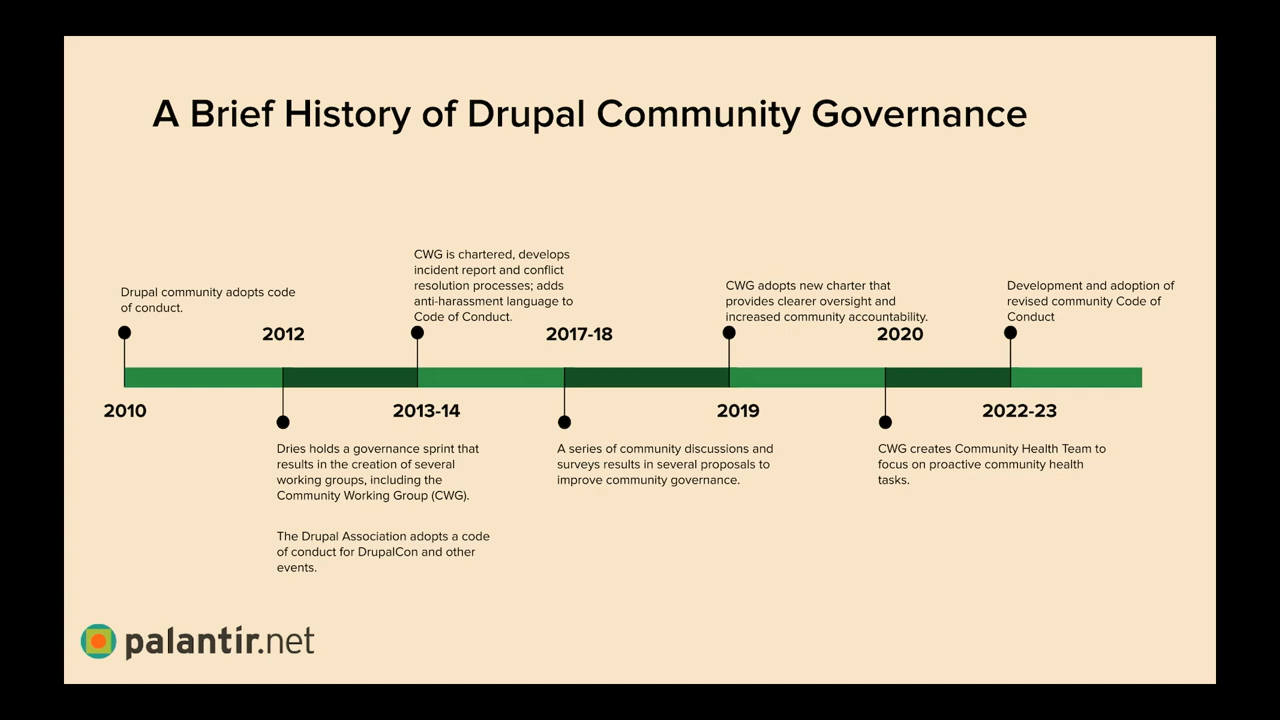 A Brief History of Drupal Community Governance
Drupal community adopts code
of conduct.
2010
2012
Dries holds a governance sprint that
results in the creation of several
working groups, including the
Community Working Group (CWG).
The Drupal Association adopts a code
of conduct for DrupalCon and other
events.
CWG is chartered, develops
incident report and conflict
resolution processes; adds
anti-harassment language to
Code of Conduct.
2013-14
2017-18
A series of community discussions and
surveys results in several proposals to
improve community governance.
CWG adopts new charter that
provides clearer oversight and
increased community accountability.
2019
2020
CWG creates Community Health Team to
focus on proactive community health
tasks.
Development and adoption of
revised community Code of
Conduct
2022-23
palantir.net